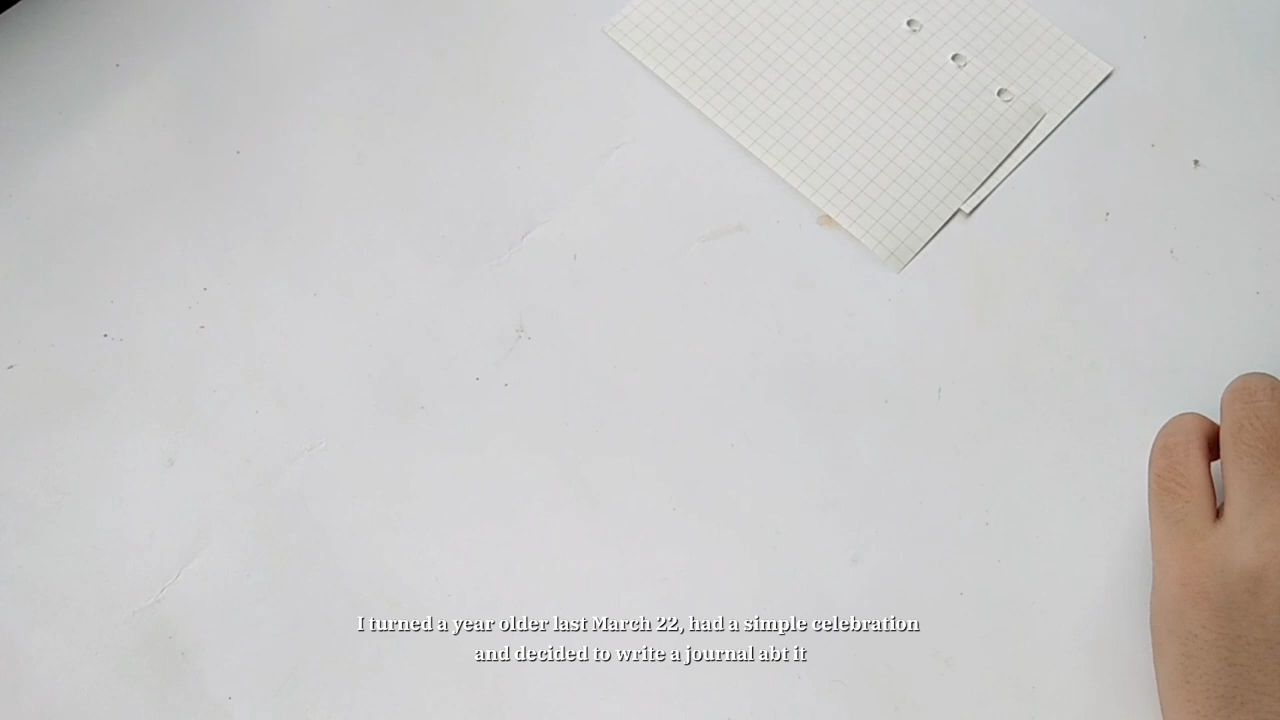 I turned a year older last March 22, had a simple celebration
and decided to write a journal abt it